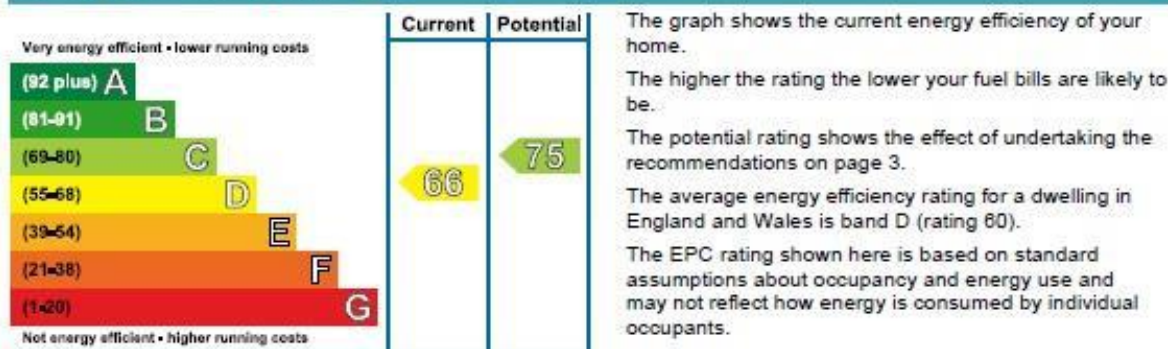 Current Potential
Very energy efficient • lower running costs
(92 plus) A
(81-91) B
(69-80) C
(55-68) D
(39-54) E
(21-38) F
(1-20) G
Not energy efficient • higher running costs
66
75
The graph shows the current energy efficiency of your
home.
The higher the rating the lower your fuel bills are likely to
be.
The potential rating shows the effect of undertaking the
recommendations on page 3.
The average energy efficiency rating for a dwelling in
England and Wales is band D (rating 60).
The EPC rating shown here is based on standard
assumptions about occupancy and energy use and
may not reflect how energy is consumed by individual
occupants.